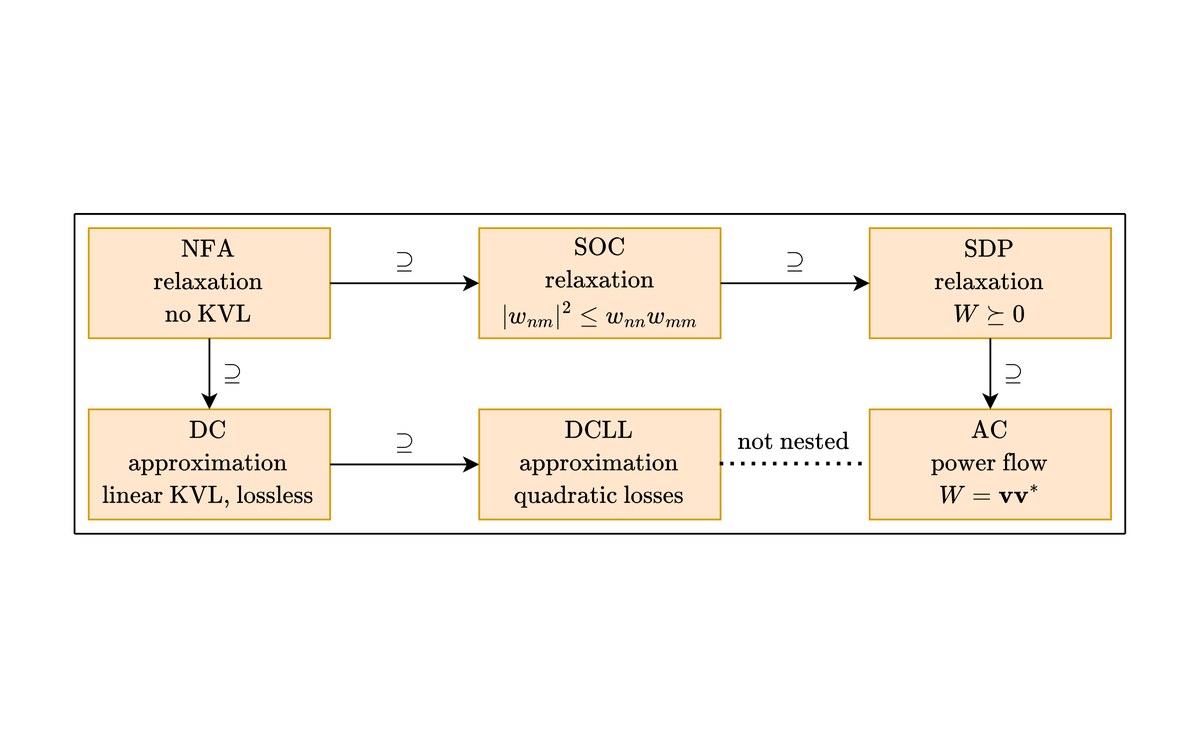 NFA
relaxation
no KVL
⊇
SOC
relaxation
|w_{nm}|^2 ≤ w_{nn}w_{mm}
⊇
SDP
relaxation
W ⪰ 0
⊇
⊇
DC
approximation
linear KVL, lossless
⊇
DCLL
approximation
quadratic losses
not nested
AC
power flow
W = vv^*